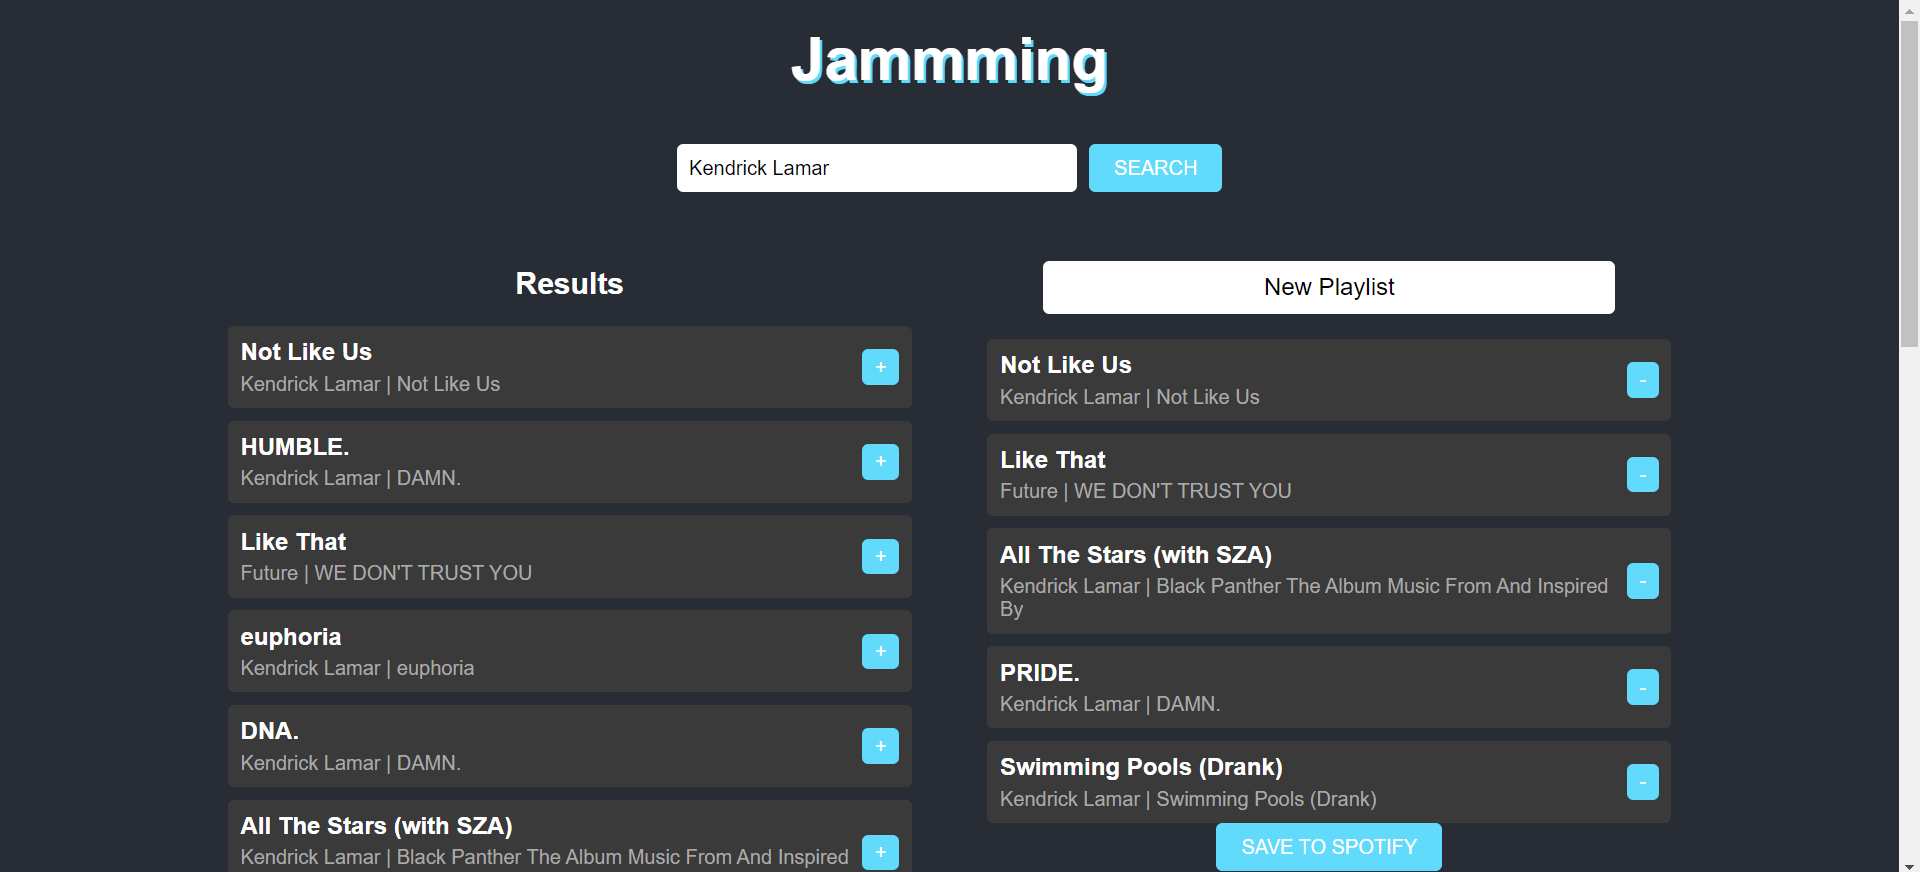 Jammming
Kendrick Lamar
SEARCH
Results
Not Like Us
Kendrick Lamar | Not Like Us
+
HUMBLE.
Kendrick Lamar | DAMN.
+
Like That
Future | WE DON'T TRUST YOU
+
euphoria
Kendrick Lamar | euphoria
+
DNA.
Kendrick Lamar | DAMN.
+
All The Stars (with SZA)
Kendrick Lamar | Black Panther The Album Music From And Inspired
+
New Playlist
Not Like Us
Kendrick Lamar | Not Like Us
-
Like That
Future | WE DON'T TRUST YOU
-
All The Stars (with SZA)
Kendrick Lamar | Black Panther The Album Music From And Inspired
By
-
PRIDE.
Kendrick Lamar | DAMN.
-
Swimming Pools (Drank)
Kendrick Lamar | Swimming Pools (Drank)
-
SAVE TO SPOTIFY